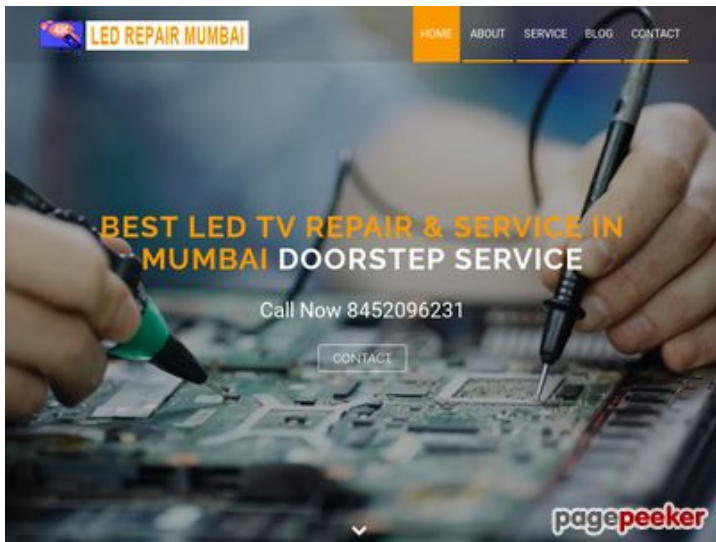 LED REPAIR MUMBAI
HOME ABOUT SERVICE BLOG CONTACT
BEST LED TV REPAIR & SERVICE IN
MUMBAI DOORSTEP SERVICE
Call Now 8452096231
CONTACT
pagepeeker